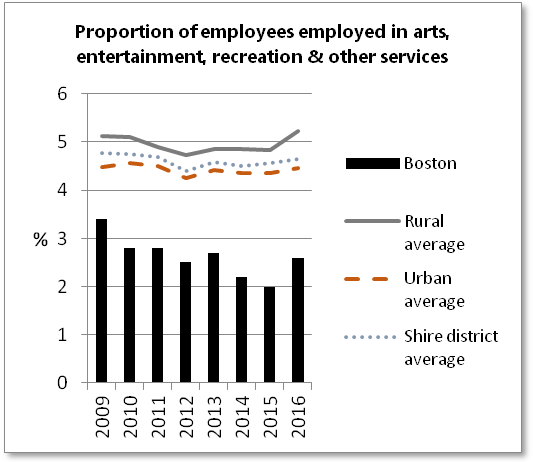 Proportion of employees employed in arts,
entertainment, recreation & other services
6
5
4
3
2
1
0
%
2009
2010
2011
2012
2013
2014
2015
2016
Boston
Rural
average
Urban
average
Shire district
average